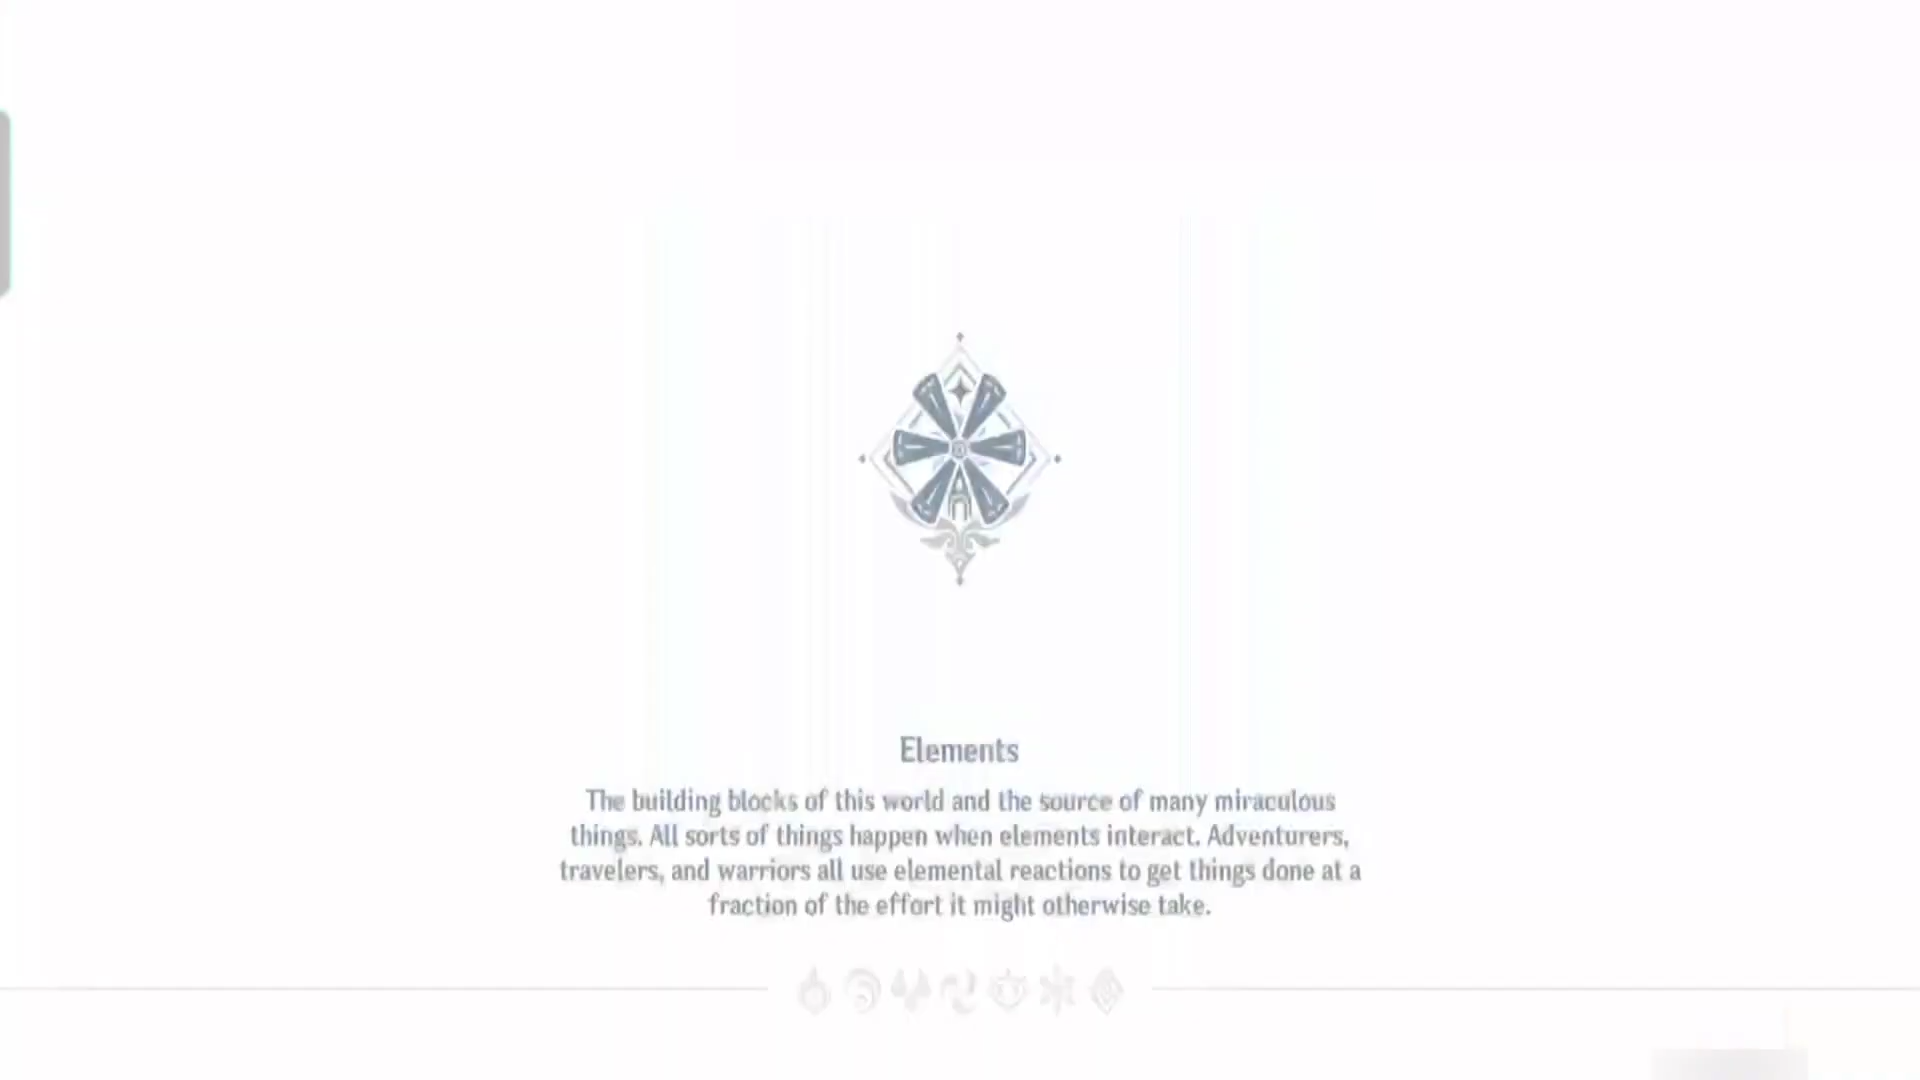 Elements
The building blocks of this world and the source of many miraculous
things. All sorts of things happen when elements interact. Adventurers,
travelers, and warriors all use elemental reactions to get things done at a
fraction of the effort it might otherwise take.